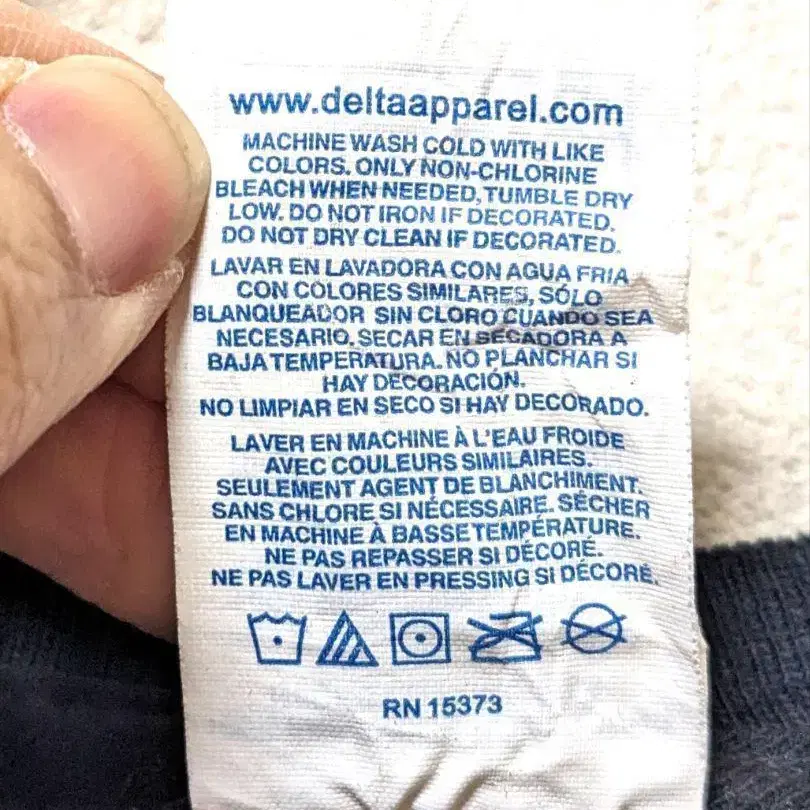 www.deltaapparel.com
MACHINE WASH COLD WITH LIKE
COLORS. ONLY NON-CHLORINE
BLEACH WHEN NEEDED, TUMBLE DRY
LOW. DO NOT IRON IF DECORATED.
DO NOT DRY CLEAN IF DECORATED.
LAVAR EN LAVADORA CON AGUA FRIA
CON COLORES SIMILARES, SÓLO
BLANQUEADOR SIN CLORO CUANDO SEA
NECESARIO. SECAR EN SECADORA A
BAJA TEMPERATURA. NO PLANCHAR SI
HAY DECORACIÓN.
NO LIMPIAR EN SECO SI HAY DECORADO.
LAVER EN MACHINE À L'EAU FROIDE
AVEC COULEURS SIMILAIRES.
SEULEMENT AGENT DE BLANCHIMENT.
SANS CHLORE SI NÉCESSAIRE. SÉCHER
EN MACHINE À BASSE TEMPÉRATURE.
NE PAS REPASSER SI DÉCORÉ.
NE PAS LAVER EN PRESSING SI DÉCORÉ.
RN 15373